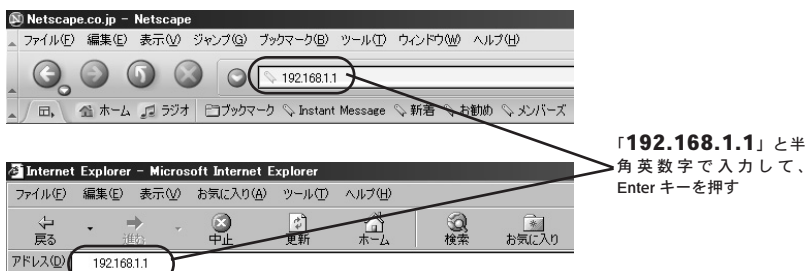 Netscape.co.jp - Netscape
ファイル(F) 編集(E) 表示(V) ジャンプ(G) ブックマーク(B) ツール(T) ウィンドウ(W) ヘルプ(H)
192.168.1.1
ホーム ラジオ ブックマーク Instant Message 新着 お勧め メンバーズ
「192.168.1.1」と半
角英数字で入力して、
Enter キーを押す
Internet Explorer - Microsoft Internet Explorer
ファイル(F) 編集(E) 表示(V) お気に入り(A) ツール(T) ヘルプ(H)
戻る 進む 中止 更新 ホーム 検索 お気に入り
アドレス(D) 192.168.1.1